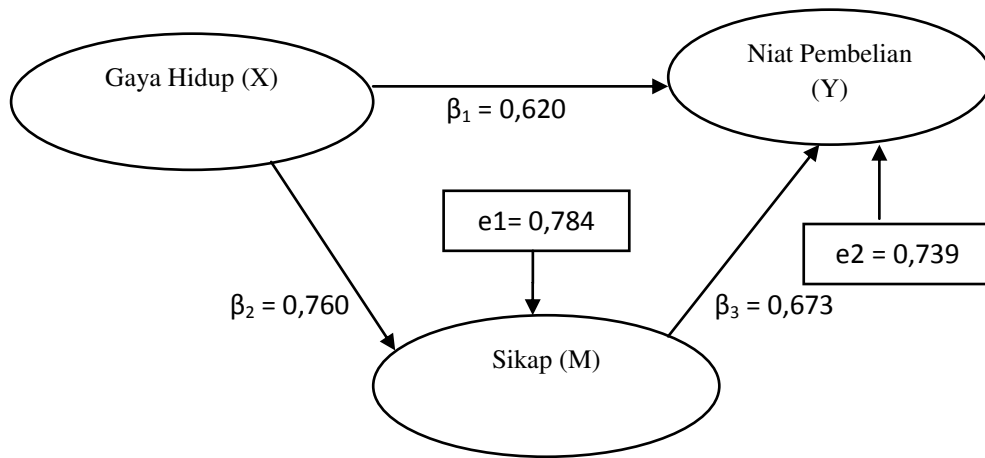 Gaya Hidup (X)
Niat Pembelian
(Y)
β₁ = 0,620
e1= 0,784
e2 = 0,739
β₂ = 0,760
β₃ = 0,673
Sikap (M)